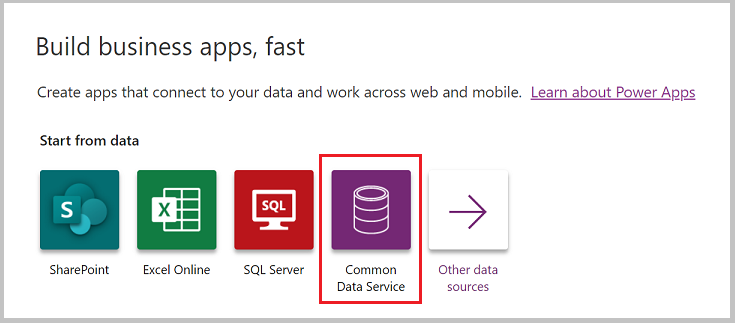 Build business apps, fast
Create apps that connect to your data and work across web and mobile. Learn about Power Apps
Start from data
S
X
SQL
SharePoint
Excel Online
SQL Server
Common
Data Service
Other data
sources